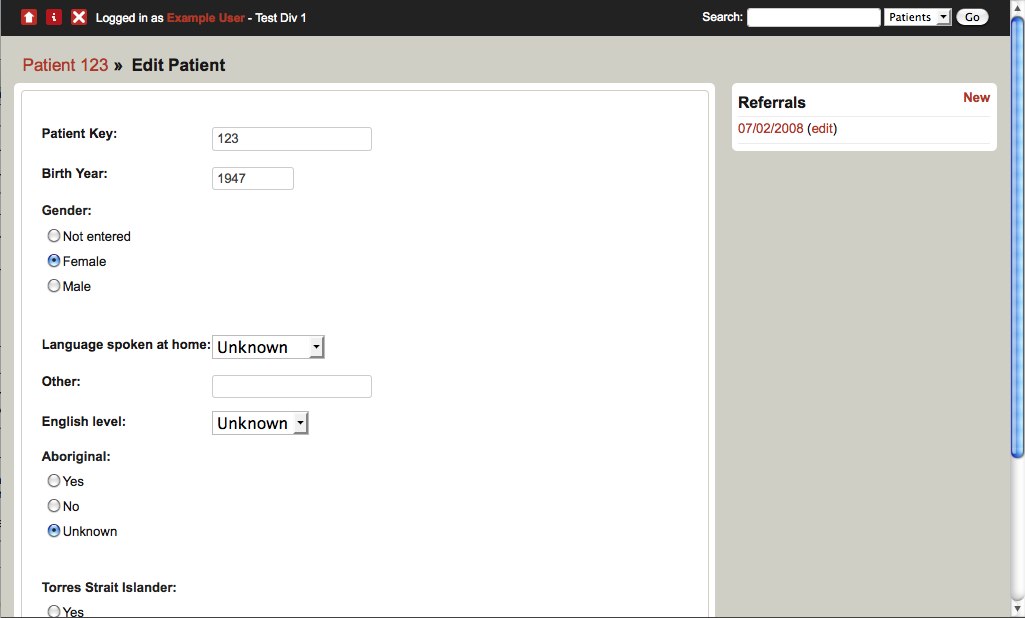 Logged in as Example User - Test Div 1
Search: Patients Go
Patient 123 » Edit Patient
Patient Key: 123
Birth Year: 1947
Gender:
Not entered
Female
Male
Language spoken at home: Unknown
Other:
English level: Unknown
Aboriginal:
Yes
No
Unknown
Torres Strait Islander:
Yes
Referrals New
07/02/2008 (edit)